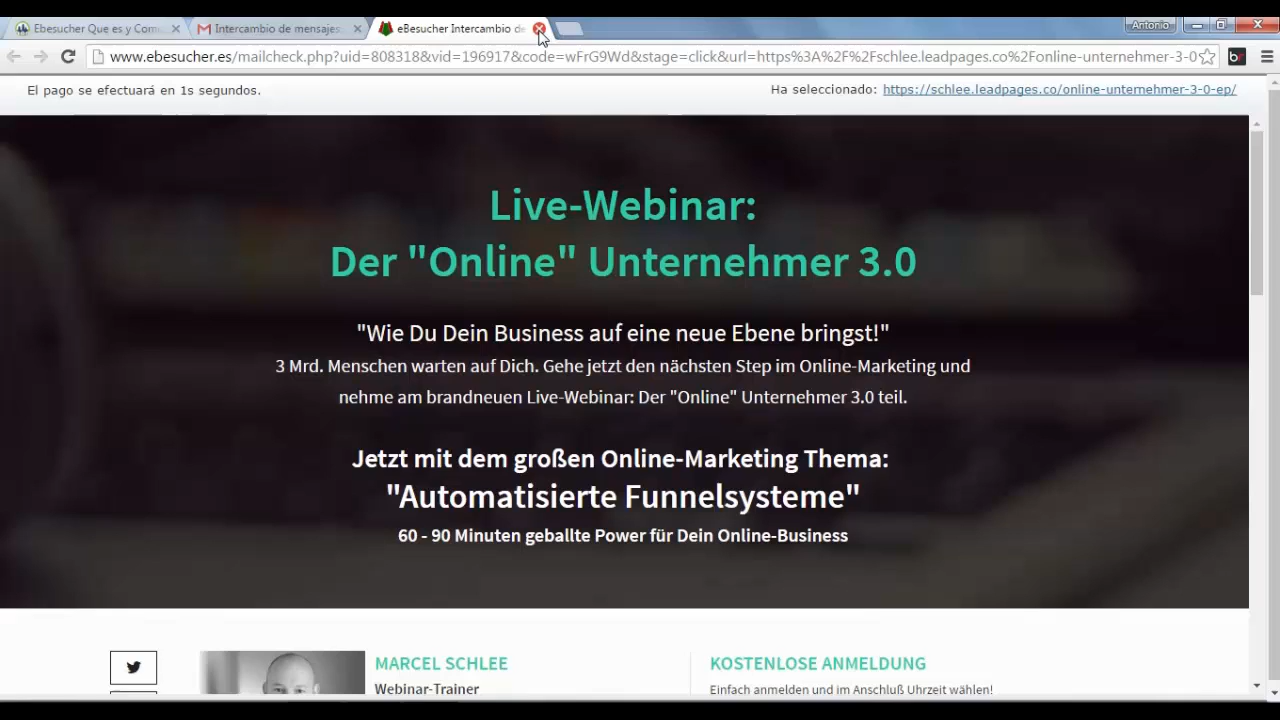 Ebesucher Que es y Com
Intercambio de mensajes
eBesucher Intercambio de
Antonio
www.ebesucher.es/mailcheck.php?uid=808318&vid=196917&code=wFrG9Wd&stage=click&url=https%3A%2F%2Fschlee.leadpages.co%2Fonline-unternehmer-3-0
El pago se efectuará en 1s segundos.
Ha seleccionado: https://schlee.leadpages.co/online-unternehmer-3-0-ep/
Live-Webinar:
Der "Online" Unternehmer 3.0
"Wie Du Dein Business auf eine neue Ebene bringst!"
3 Mrd. Menschen warten auf Dich. Gehe jetzt den nächsten Step im Online-Marketing und
nehme am brandneuen Live-Webinar: Der "Online" Unternehmer 3.0 teil.
Jetzt mit dem großen Online-Marketing Thema:
"Automatisierte Funnelsysteme"
60 - 90 Minuten geballte Power für Dein Online-Business
MARCEL SCHLEE
Webinar-Trainer
KOSTENLOSE ANMELDUNG
Einfach anmelden und im Anschluß Uhrzeit wählen!